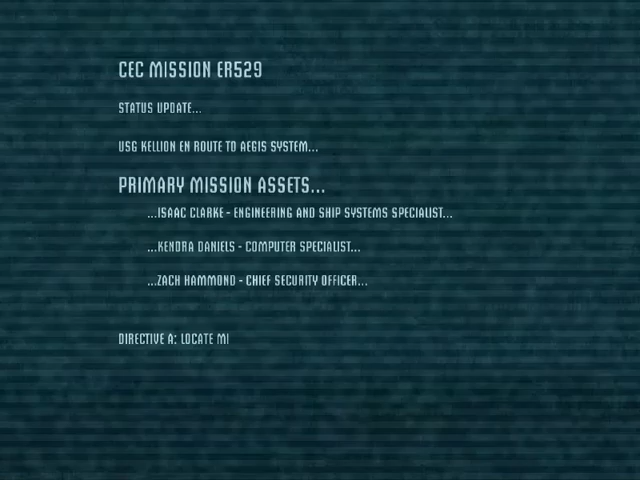 CEC MISSION ER529
STATUS UPDATE...
USG KELLION EN ROUTE TO AEGIS SYSTEM...
PRIMARY MISSION ASSETS...
...ISAAC CLARKE - ENGINEERING AND SHIP SYSTEMS SPECIALIST...
...KENDRA DANIELS - COMPUTER SPECIALIST...
...ZACH HAMMOND - CHIEF SECURITY OFFICER...
DIRECTIVE A: LOCATE MI